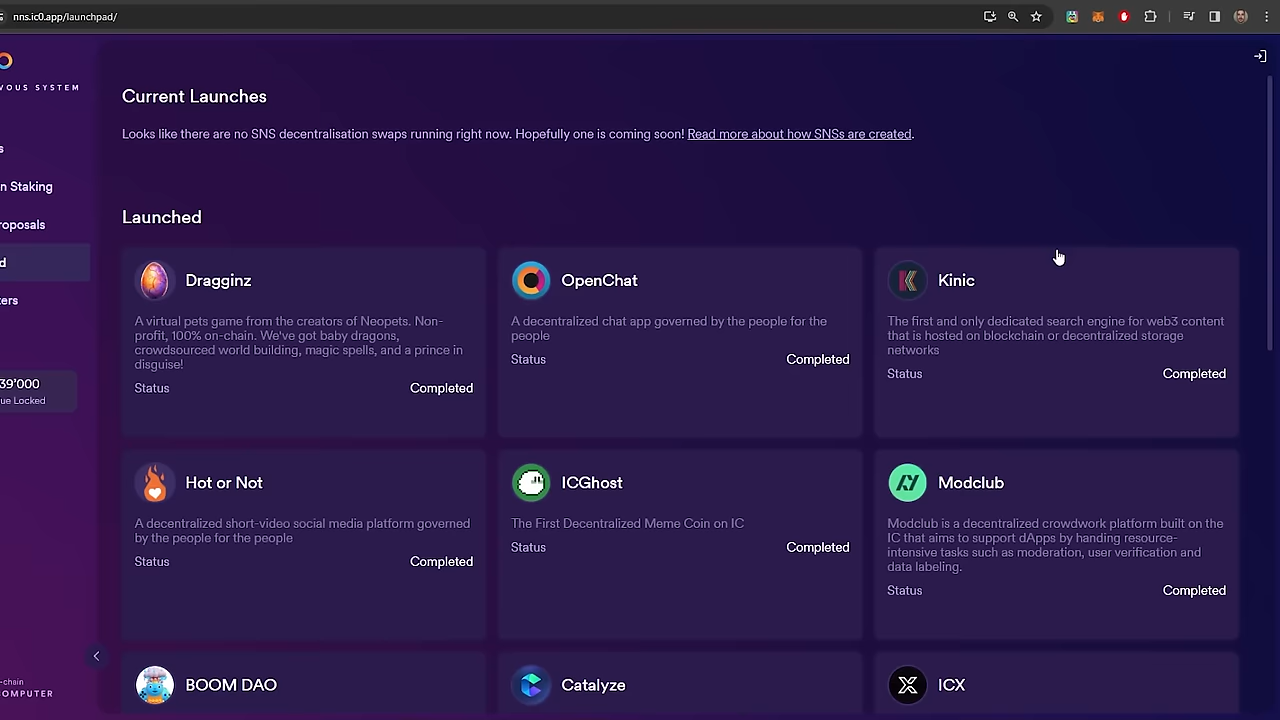 nns.ic0.app/launchpad/
VOUS SYSTEM
s
n Staking
roposals
d
ters
39'000
ue Locked
-chain
OMPUTER
Current Launches
Looks like there are no SNS decentralisation swaps running right now. Hopefully one is coming soon! Read more about how SNSs are created.
Launched
Dragginz
A virtual pets game from the creators of Neopets. Non-
profit, 100% on-chain. We've got baby dragons,
crowdsourced world building, magic spells, and a prince in
disguise!
Status Completed
OpenChat
A decentralized chat app governed by the people for the
people
Status Completed
Kinic
The first and only dedicated search engine for web3 content
that is hosted on blockchain or decentralized storage
networks
Status Completed
Hot or Not
A decentralized short-video social media platform governed
by the people for the people
Status Completed
ICGhost
The First Decentralized Meme Coin on IC
Status Completed
Modclub
Modclub is a decentralized crowdwork platform built on the
IC that aims to support dApps by handing resource-
intensive tasks such as moderation, user verification and
data labeling.
Status Completed
BOOM DAO
Catalyze
ICX